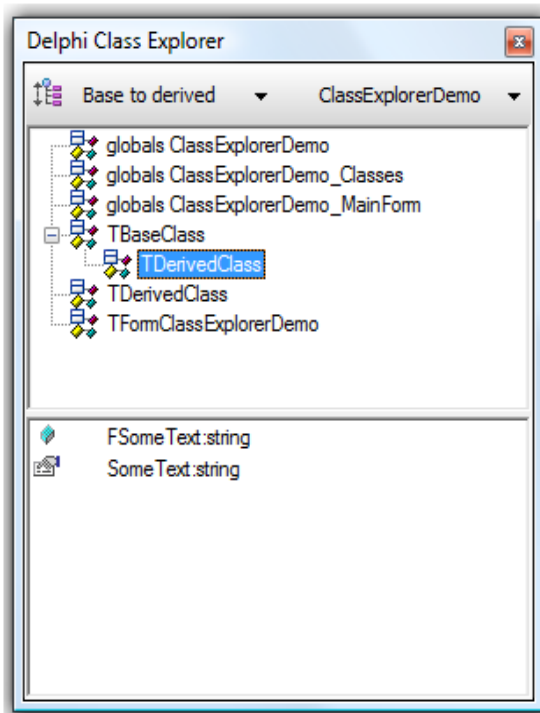 Delphi Class Explorer
Base to derived ClassExplorerDemo
globals ClassExplorerDemo
globals ClassExplorerDemo_Classes
globals ClassExplorerDemo_MainForm
TBaseClass
TDerivedClass
TDerivedClass
TFormClassExplorerDemo
FSomeText:string
SomeText:string